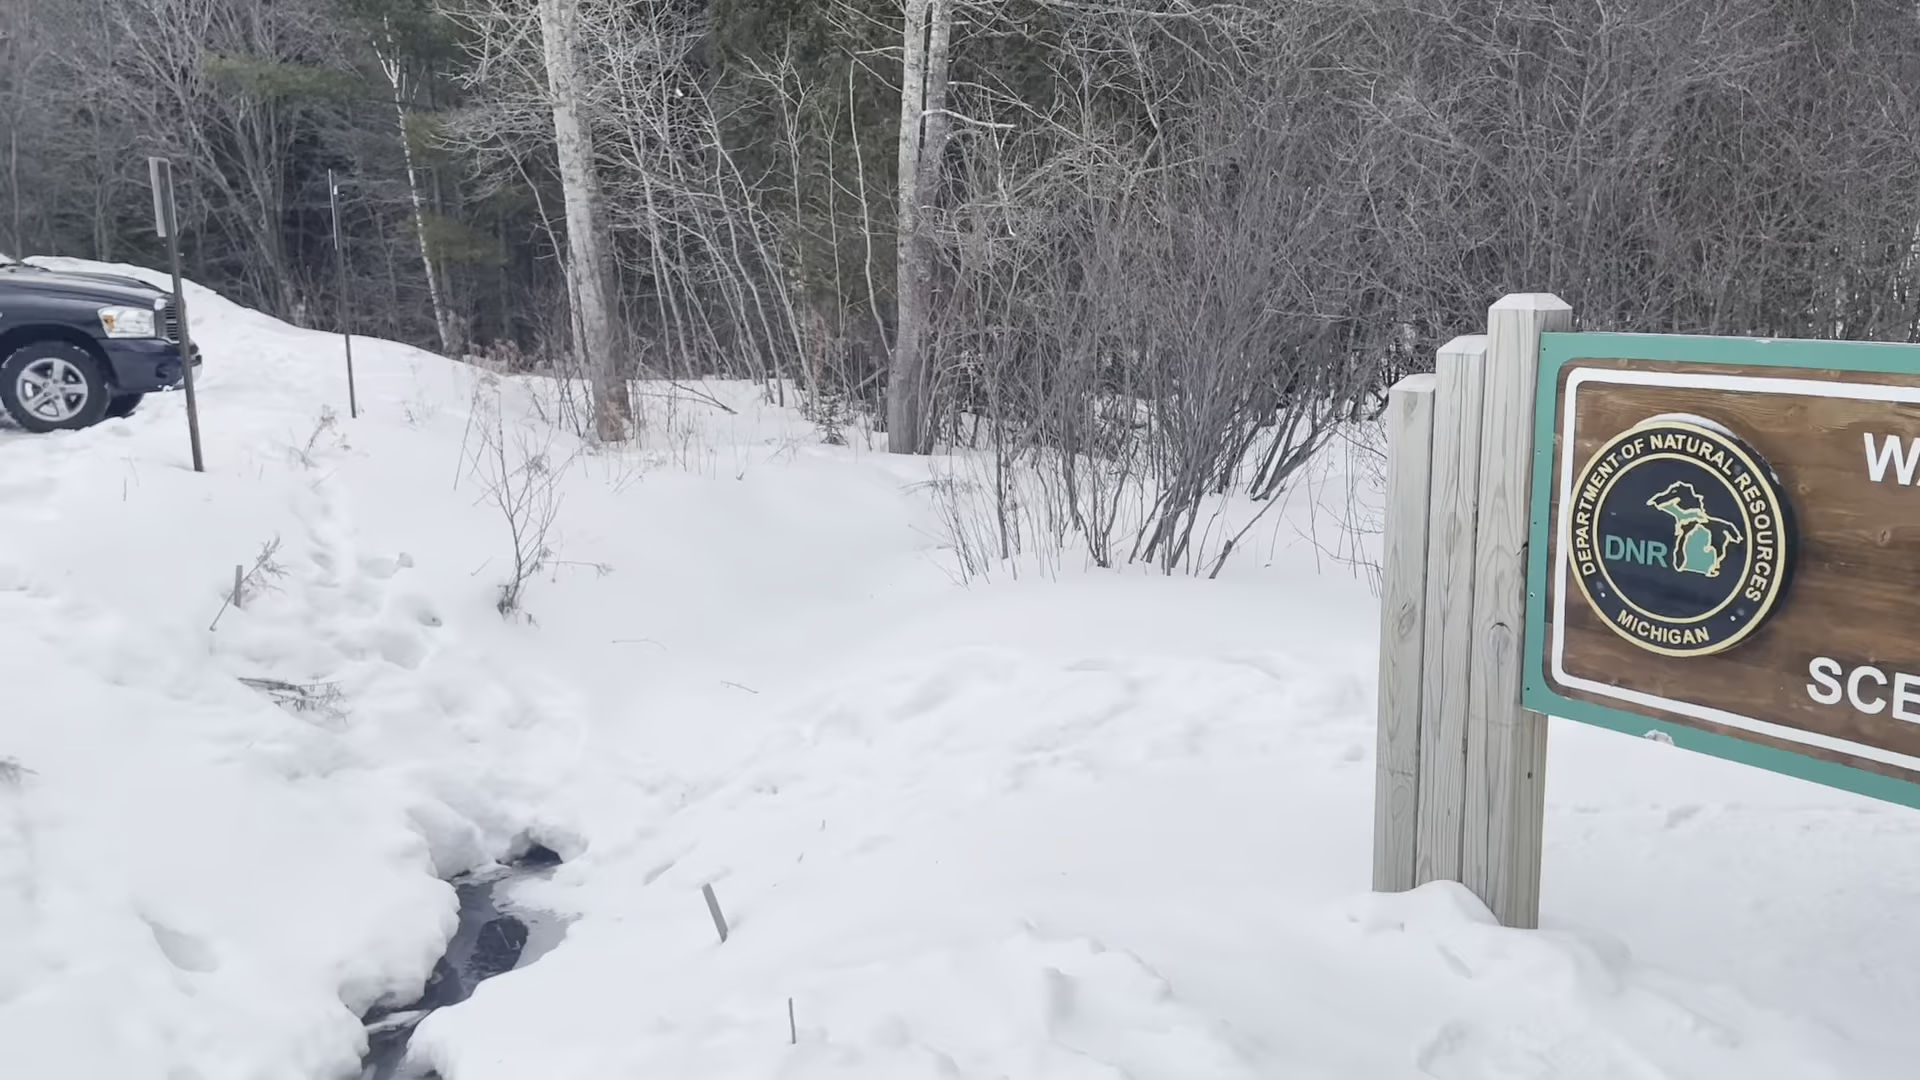 DEPARTMENT OF NATURAL RESOURCES
DNR
MICHIGAN
WA
SCE